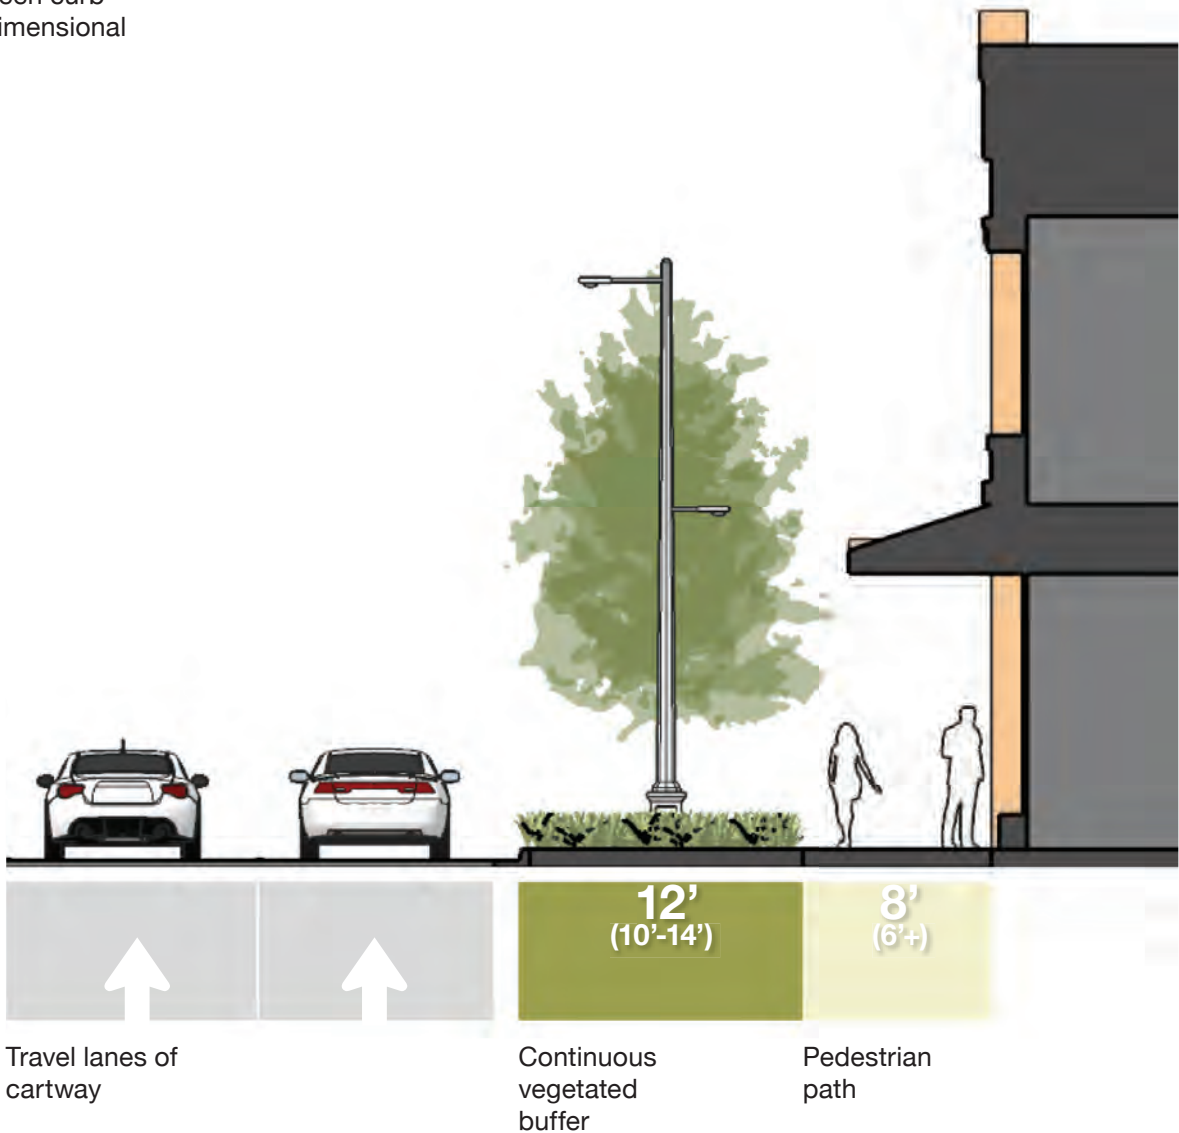 imensional
12’
(10’-14’)
8’
(6’+)
Travel lanes of
cartway
Continuous
vegetated
buffer
Pedestrian
path